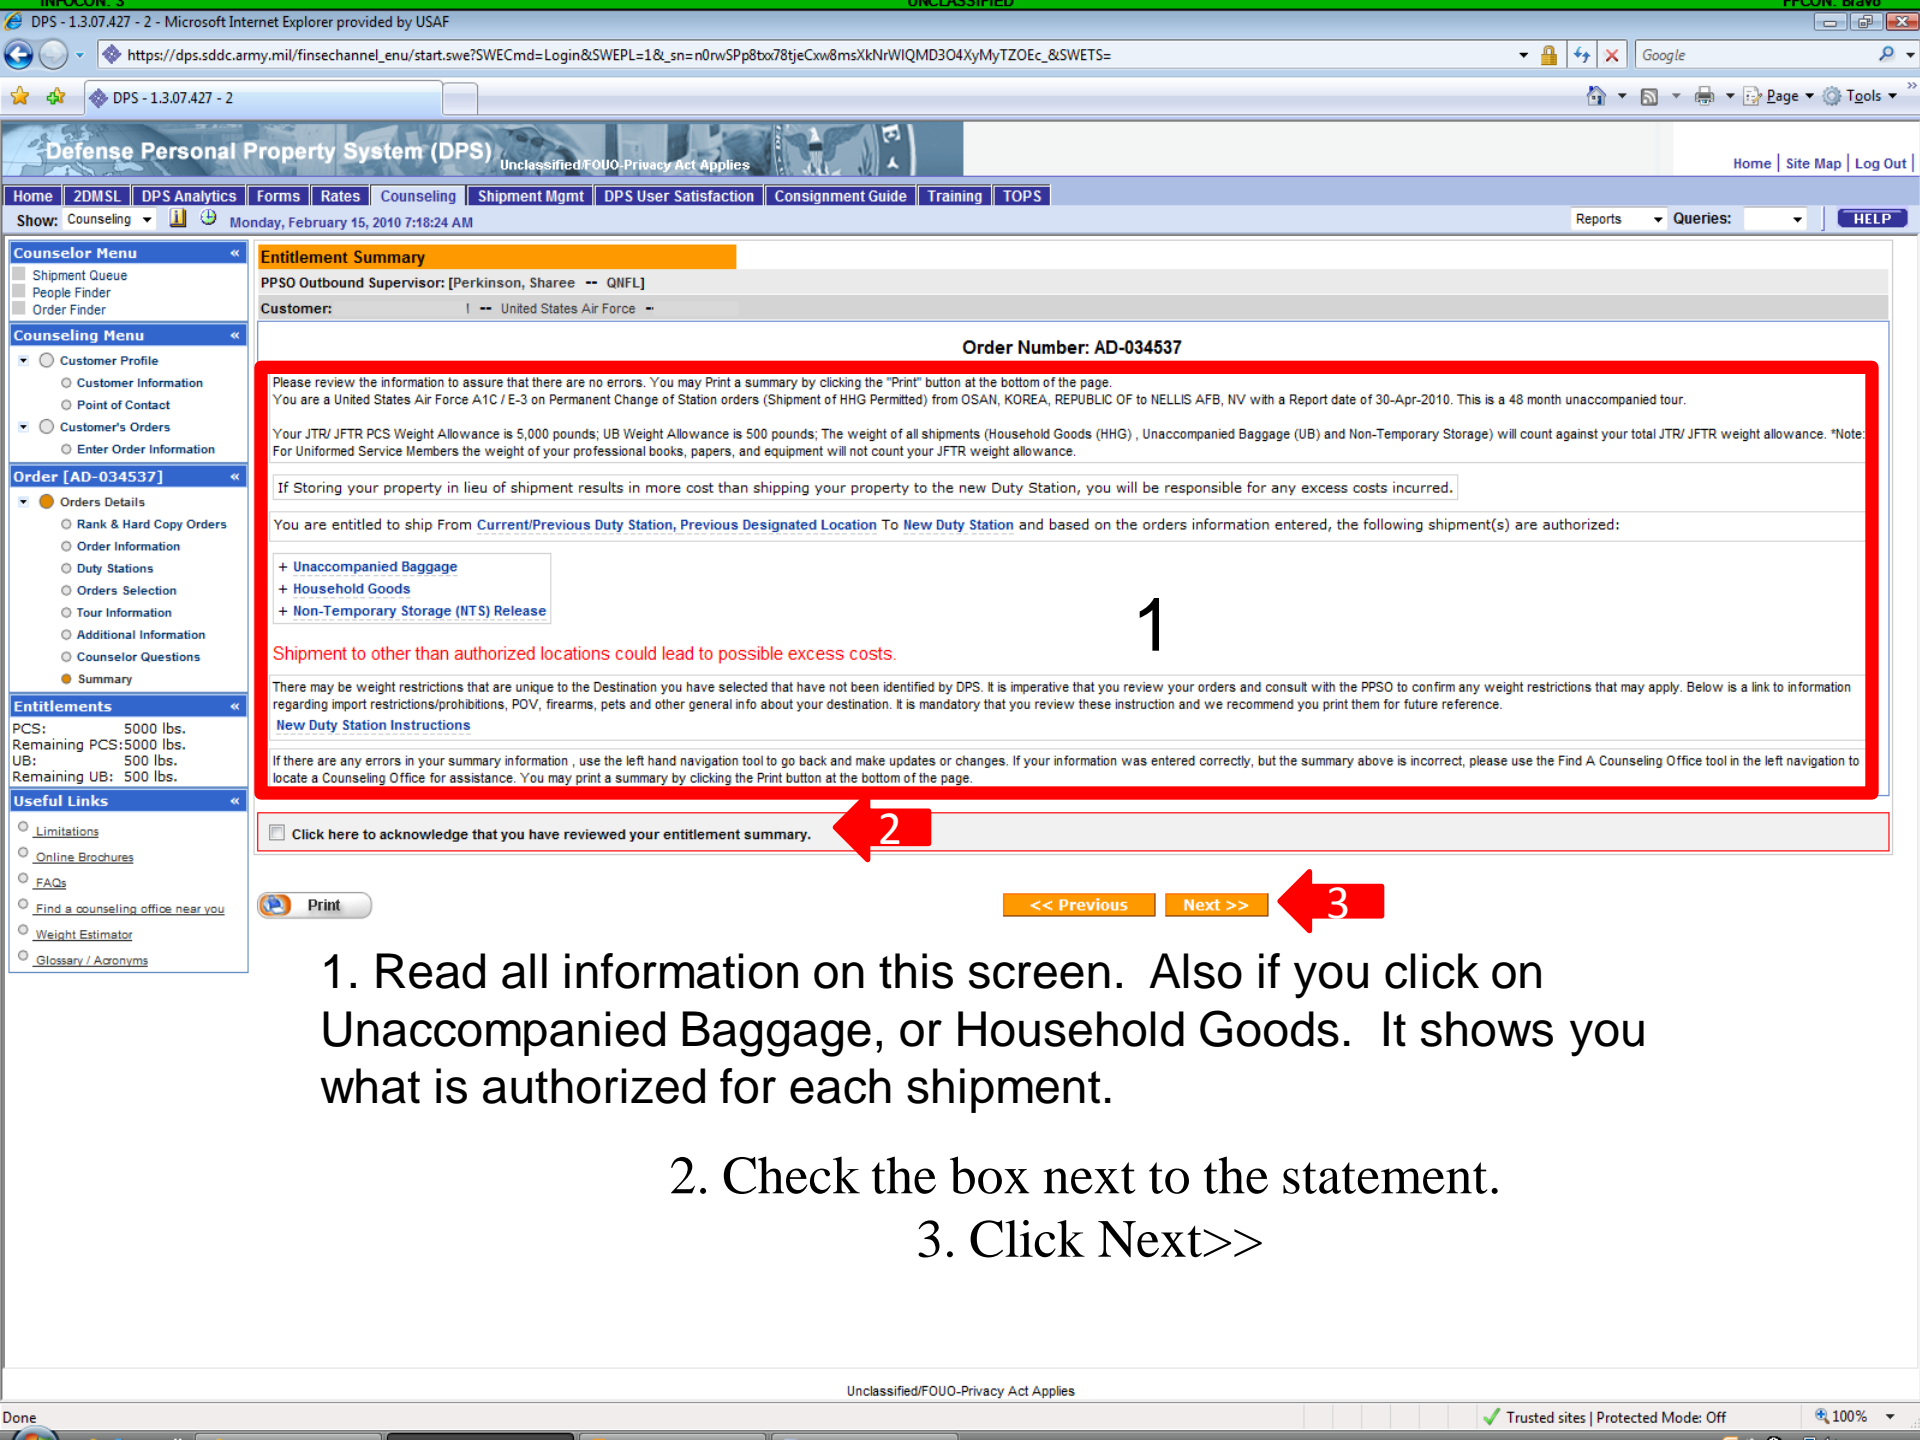 INFOCON: 3 UNCLASSIFIED FPCON: Bravo
DPS - 1.3.07.427 - 2 - Microsoft Internet Explorer provided by USAF
https://dps.sddc.army.mil/finsechannel_enu/start.swe?SWECmd=Login&SWEPL=1&_sn=n0rwSPp8txx78tjeCxw8msXkNrWIQMD3O4XyMyTZOEc_&SWETS=
Google
DPS - 1.3.07.427 - 2
Page Tools
Defense Personal Property System (DPS) Unclassified/FOUO-Privacy Act Applies
Home | Site Map | Log Out |
Home 2DMSL DPS Analytics Forms Rates Counseling Shipment Mgmt DPS User Satisfaction Consignment Guide Training TOPS
Show: Counseling Monday, February 15, 2010 7:18:24 AM Reports Queries: HELP
Counselor Menu «
Shipment Queue
People Finder
Order Finder
Counseling Menu «
Customer Profile
Customer Information
Point of Contact
Customer's Orders
Enter Order Information
Order [AD-034537] «
Orders Details
Rank & Hard Copy Orders
Order Information
Duty Stations
Orders Selection
Tour Information
Additional Information
Counselor Questions
Summary
Entitlements «
PCS: 5000 lbs.
Remaining PCS:5000 lbs.
UB: 500 lbs.
Remaining UB: 500 lbs.
Useful Links «
Limitations
Online Brochures
FAQs
Find a counseling office near you
Weight Estimator
Glossary / Acronyms
Entitlement Summary
PPSO Outbound Supervisor: [Perkinson, Sharee -- QNFL]
Customer: -- United States Air Force
Order Number: AD-034537
Please review the information to assure that there are no errors. You may Print a summary by clicking the "Print" button at the bottom of the page.
You are a United States Air Force A1C / E-3 on Permanent Change of Station orders (Shipment of HHG Permitted) from OSAN, KOREA, REPUBLIC OF to NELLIS AFB, NV with a Report date of 30-Apr-2010. This is a 48 month unaccompanied tour.
Your JTR/ JFTR PCS Weight Allowance is 5,000 pounds; UB Weight Allowance is 500 pounds; The weight of all shipments (Household Goods (HHG) , Unaccompanied Baggage (UB) and Non-Temporary Storage) will count against your total JTR/ JFTR weight allowance. *Note:
For Uniformed Service Members the weight of your professional books, papers, and equipment will not count your JFTR weight allowance.
If Storing your property in lieu of shipment results in more cost than shipping your property to the new Duty Station, you will be responsible for any excess costs incurred.
You are entitled to ship From Current/Previous Duty Station, Previous Designated Location To New Duty Station and based on the orders information entered, the following shipment(s) are authorized:
+ Unaccompanied Baggage
+ Household Goods
+ Non-Temporary Storage (NTS) Release
1
Shipment to other than authorized locations could lead to possible excess costs.
There may be weight restrictions that are unique to the Destination you have selected that have not been identified by DPS. It is imperative that you review your orders and consult with the PPSO to confirm any weight restrictions that may apply. Below is a link to information
regarding import restrictions/prohibitions, POV, firearms, pets and other general info about your destination. It is mandatory that you review these instruction and we recommend you print them for future reference.
New Duty Station Instructions
If there are any errors in your summary information , use the left hand navigation tool to go back and make updates or changes. If your information was entered correctly, but the summary above is incorrect, please use the Find A Counseling Office tool in the left navigation to
locate a Counseling Office for assistance. You may print a summary by clicking the Print button at the bottom of the page.
Click here to acknowledge that you have reviewed your entitlement summary. 2
Print << Previous Next >> 3
1. Read all information on this screen. Also if you click on
Unaccompanied Baggage, or Household Goods. It shows you
what is authorized for each shipment.
2. Check the box next to the statement.
3. Click Next>>
Unclassified/FOUO-Privacy Act Applies
Done Trusted sites | Protected Mode: Off 100%